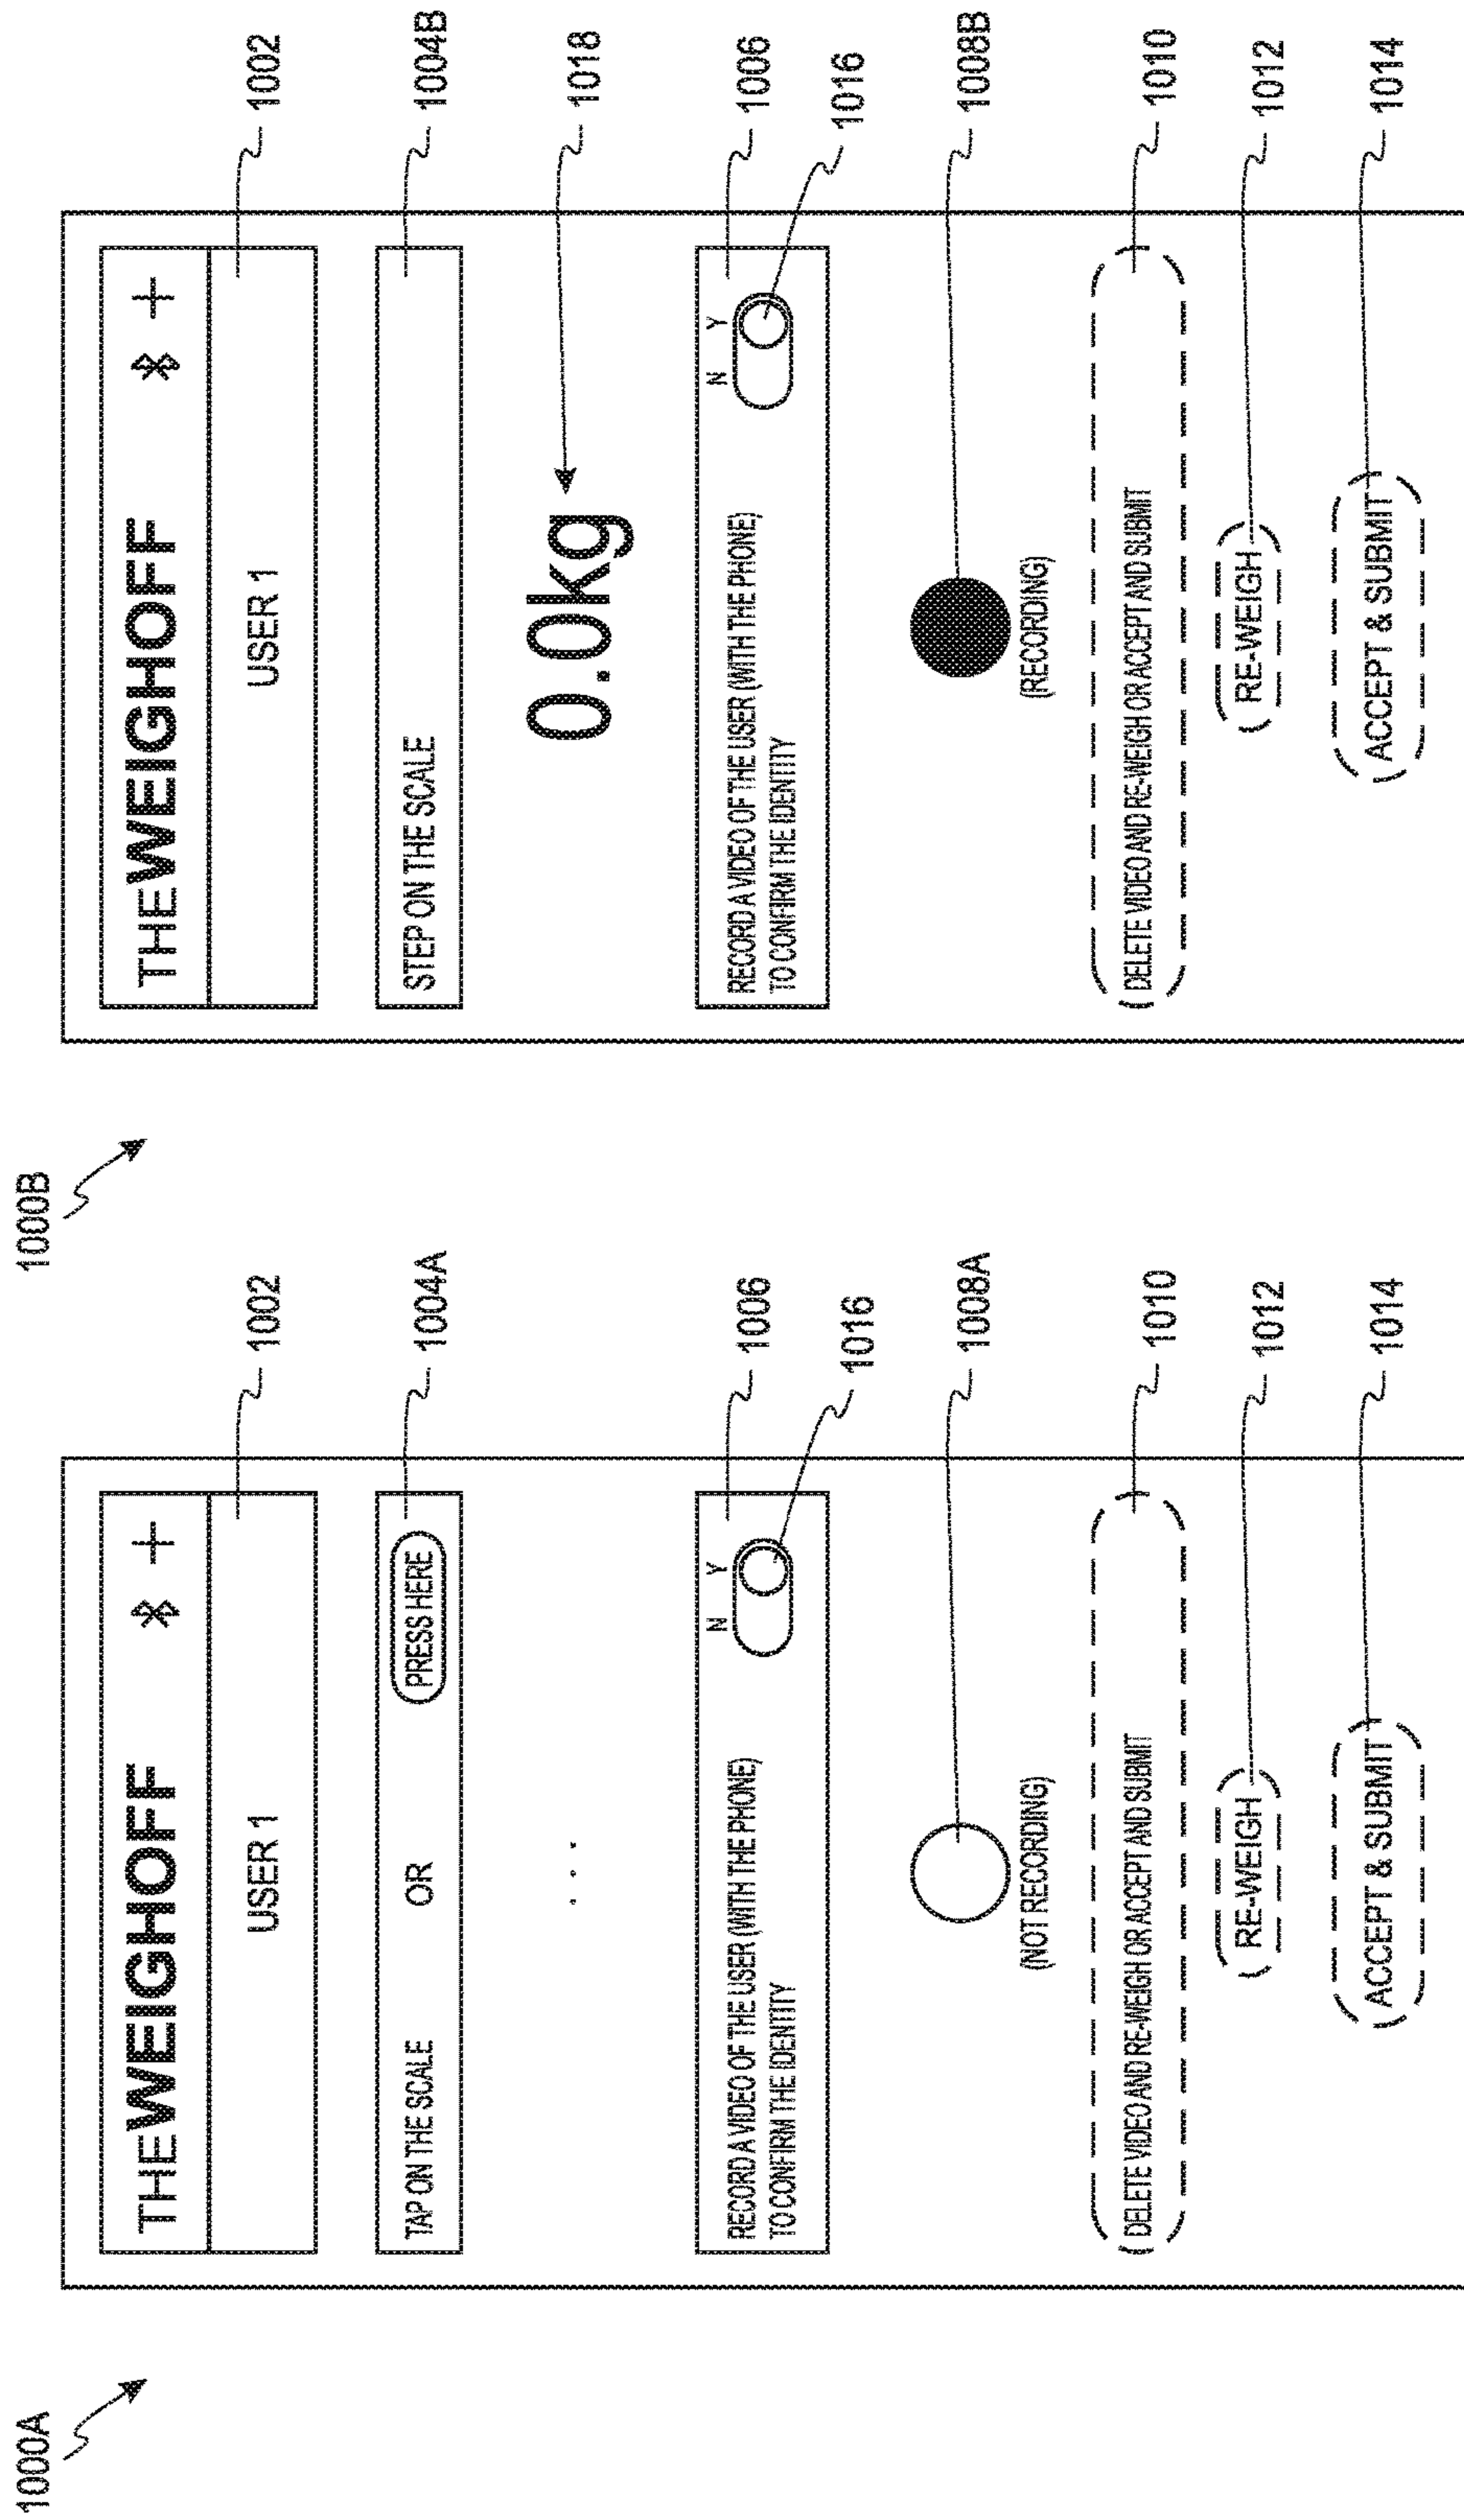 1000A
THEWEIGHOFF
USER 1
1002
TAP ON THE SCALE OR PRESS HERE
1004A
. . .
RECORD A VIDEO OF THE USER (WITH THE PHONE)
TO CONFIRM THE IDENTITY
N Y
1006
1016
1008A
(NOT RECORDING)
DELETE VIDEO AND RE-WEIGH OR ACCEPT AND SUBMIT
1010
RE-WEIGH
1012
ACCEPT & SUBMIT
1014
1000B
THEWEIGHOFF
USER 1
1002
STEP ON THE SCALE
1004B
0.0kg
1018
RECORD A VIDEO OF THE USER (WITH THE PHONE)
TO CONFIRM THE IDENTITY
N Y
1006
1016
1008B
(RECORDING)
DELETE VIDEO AND RE-WEIGH OR ACCEPT AND SUBMIT
1010
RE-WEIGH
1012
ACCEPT & SUBMIT
1014